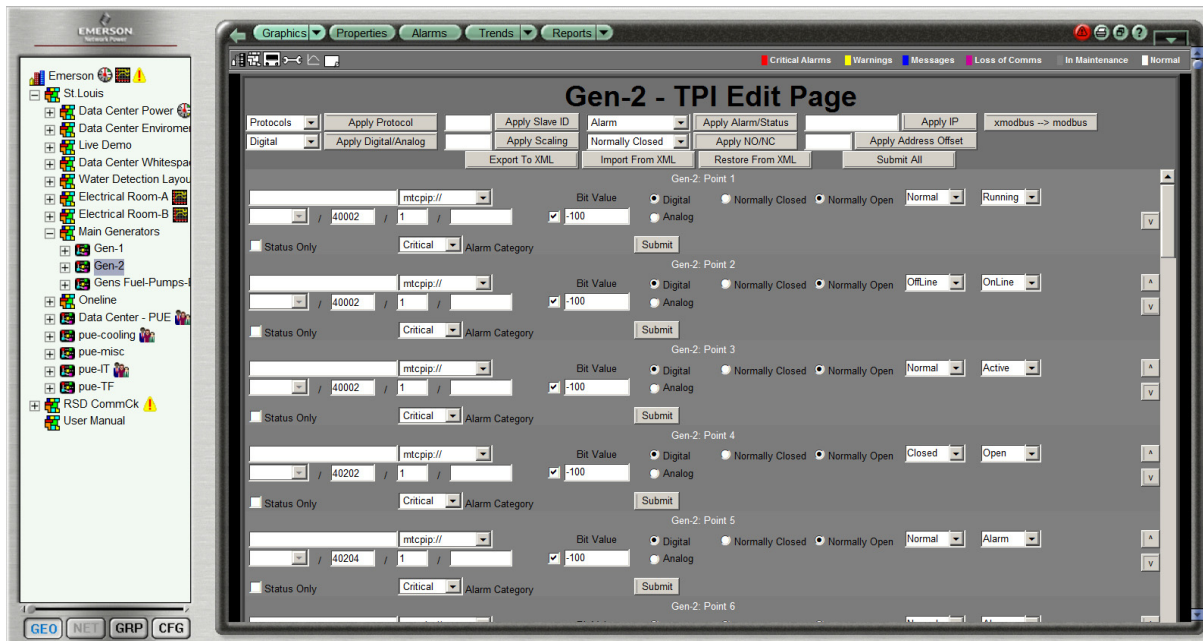 EMERSON
Network Power
Graphics Properties Alarms Trends Reports
Critical Alarms Warnings Messages Loss of Comms In Maintenance Normal
Emerson
St.Louis
Data Center Power
Data Center Enviromen
Live Demo
Data Center Whitespa
Water Detection Layou
Electrical Room-A
Electrical Room-B
Main Generators
Gen-1
Gen-2
Gens Fuel-Pumps-
Oneline
Data Center - PUE
pue-cooling
pue-misc
pue-IT
pue-TF
RSD CommCk
User Manual
GEO NET GRP CFG
Gen-2 - TPI Edit Page
Protocols Apply Protocol Apply Slave ID Alarm Apply Alarm/Status Apply IP xmodbus --> modbus
Digital Apply Digital/Analog Apply Scaling Normally Closed Apply NO/NC Apply Address Offset
Export To XML Import From XML Restore From XML Submit All
Gen-2: Point 1
mtcpip:// Bit Value Digital Normally Closed Normally Open Normal Running
/ 40002 / 1 / -100 Analog
v
Status Only Critical Alarm Category Submit
Gen-2: Point 2
mtcpip:// Bit Value Digital Normally Closed Normally Open OffLine OnLine ^
/ 40002 / 1 / -100 Analog
v
Status Only Critical Alarm Category Submit
Gen-2: Point 3
mtcpip:// Bit Value Digital Normally Closed Normally Open Normal Active ^
/ 40002 / 1 / -100 Analog
v
Status Only Critical Alarm Category Submit
Gen-2: Point 4
mtcpip:// Bit Value Digital Normally Closed Normally Open Closed Open ^
/ 40202 / 1 / -100 Analog
v
Status Only Critical Alarm Category Submit
Gen-2: Point 5
mtcpip:// Bit Value Digital Normally Closed Normally Open Normal Alarm ^
/ 40204 / 1 / -100 Analog
v
Status Only Critical Alarm Category Submit
Gen-2: Point 6